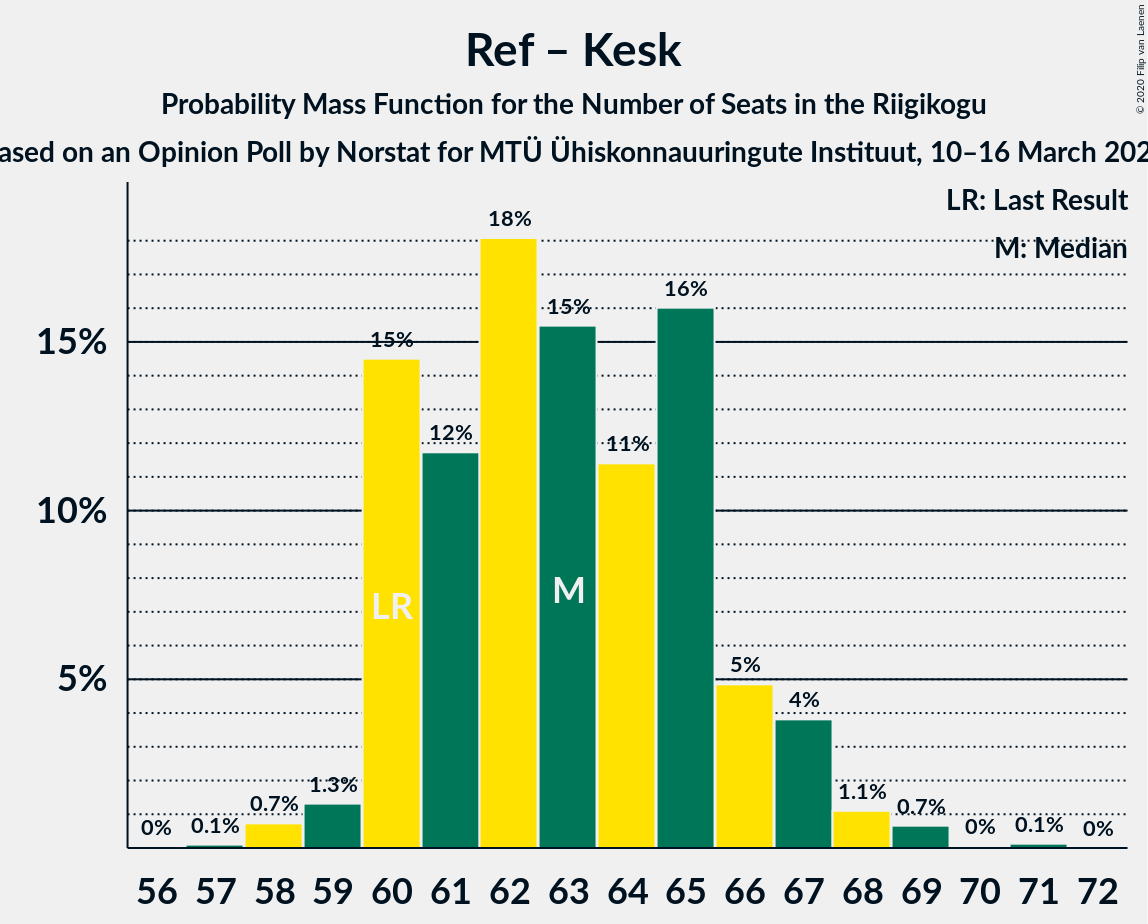 Ref – Kesk
Probability Mass Function for the Number of Seats in the Riigikogu
ased on an Opinion Poll by Norstat for MTÜ Ühiskonnauuringute Instituut, 10–16 March 202
© 2020 Filip van Laenen
LR: Last Result
M: Median
15%
10%
5%
0%
0.1%
0.7%
1.3%
15%
12%
18%
15%
11%
16%
5%
4%
1.1%
0.7%
0%
0.1%
0%
LR
M
56 57 58 59 60 61 62 63 64 65 66 67 68 69 70 71 72